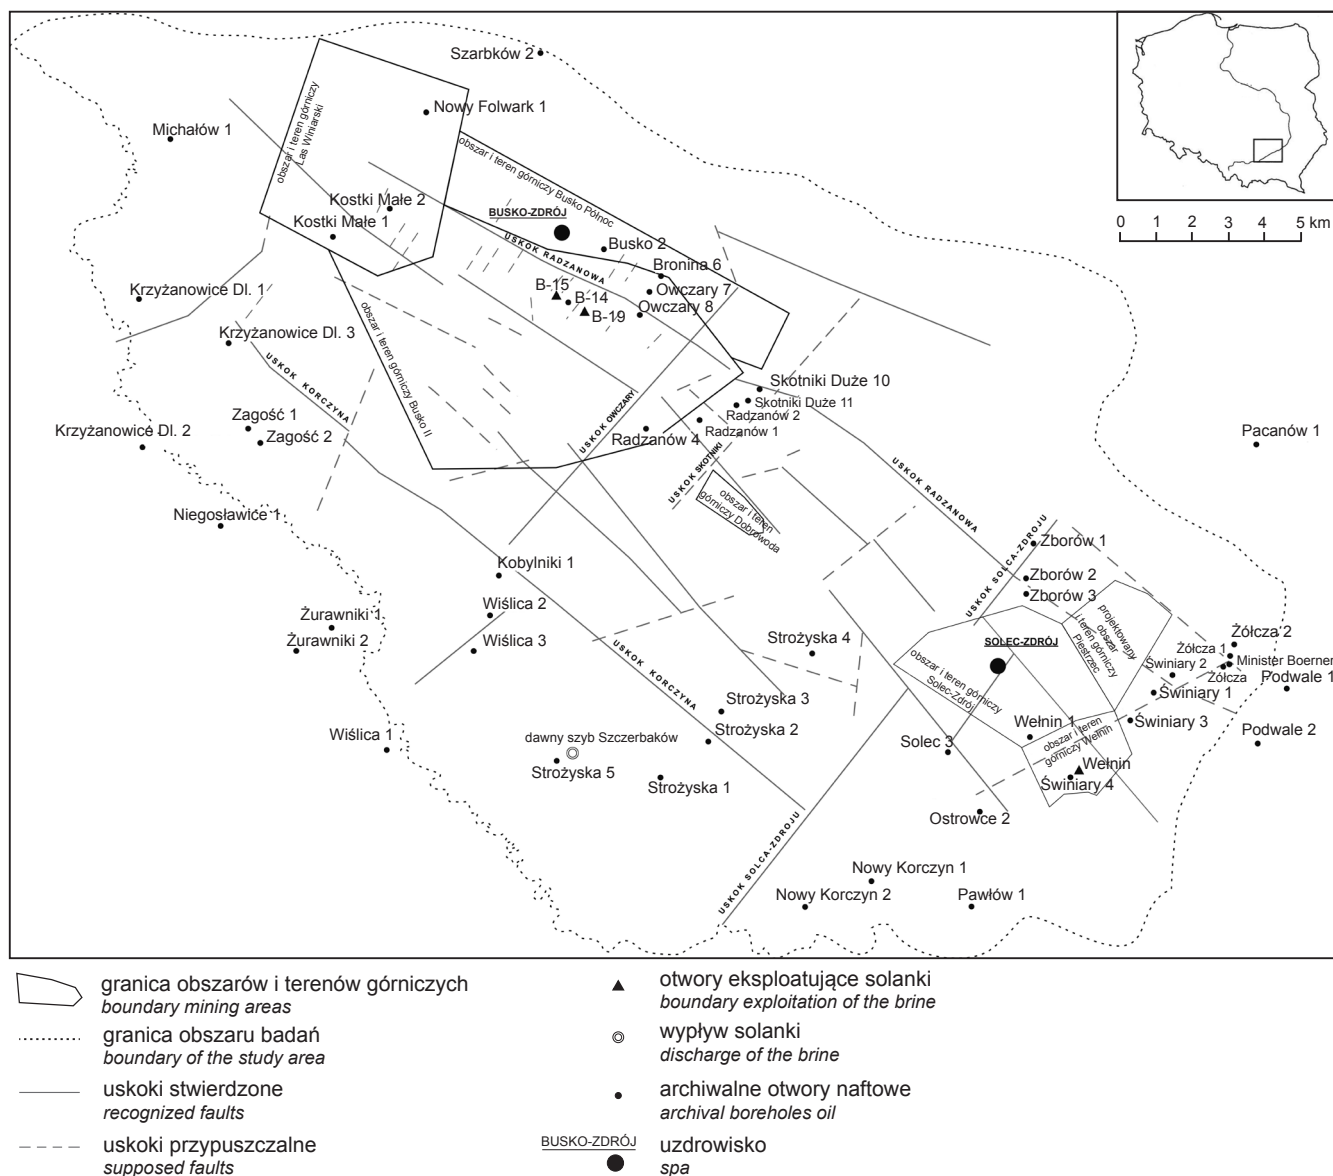 Szarbków 2
Nowy Folwark 1
obszar i teren górniczy
Las Winiarski
Michałów 1
obszar i teren górniczy Busko Północ
Kostki Małe 2
BUSKO-ZDRÓJ
Kostki Małe 1
USKOK RADZANOWA
Busko 2
Bronina 6
B-15
Owczary 7
Krzyżanowice Dl. 1
B-14
Owczary 8
B-19
0 1 2 3 4 5 km
Krzyżanowice Dl. 3
obszar i teren górniczy Busko II
USKOK KORCZYNA
USKOK OWCZARY
Skotniki Duże 10
Skotniki Duże 11
Zagość 1
Radzanów 2
Krzyżanowice Dl. 2
Zagość 2
Radzanów 4
Radzanów 1
Pacanów 1
USKOK SKOTNIKI
USKOK RADZANOWA
obszar i teren
górniczy Dobrowoda
Niegosławice 1
USKOK SOLCA-ZDROJU
Zborów 1
Kobylniki 1
Zborów 2
Zborów 3
Wiślica 2
Żurawniki 1
projektowany
obszar
i teren górniczy
Piestrzec
Żurawniki 2
Wiślica 3
Strożyska 4
SOLEC-ZDRÓJ
Żółcza 2
Żółcza 1
Minister Boerner
Świniary 2
Żółcza
Podwale 1
obszar i teren górniczy
Solec-Zdrój
USKOK KORCZYNA
Świniary 1
Strożyska 3
Świniary 3
Wełnin 1
Strożyska 2
Wiślica 1
dawny szyb Szczerbaków
Solec 3
obszar i teren
górniczy Wełnin
Podwale 2
Wełnin
Strożyska 5
Strożyska 1
Świniary 4
Ostrowce 2
USKOK SOLCA-ZDROJU
Nowy Korczyn 1
Nowy Korczyn 2
Pawłów 1
granica obszarów i terenów górniczych
boundary mining areas
granica obszaru badań
boundary of the study area
uskoki stwierdzone
recognized faults
uskoki przypuszczalne
supposed faults
otwory eksploatujące solanki
boundary exploitation of the brine
wypływ solanki
discharge of the brine
archiwalne otwory naftowe
archival boreholes oil
BUSKO-ZDRÓJ
uzdrowisko
spa